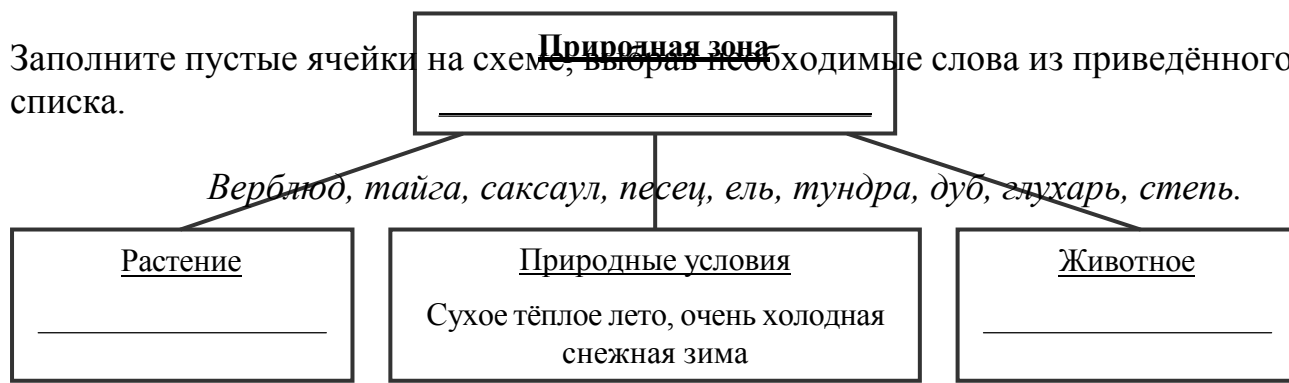 Природная зона
Заполните пустые ячейки на схеме, выбрав необходимые слова из приведённого
списка.
Верблюд, тайга, саксаул, песец, ель, тундра, дуб, глухарь, степь.
Растение
Природные условия
Сухое тёплое лето, очень холодная
снежная зима
Животное